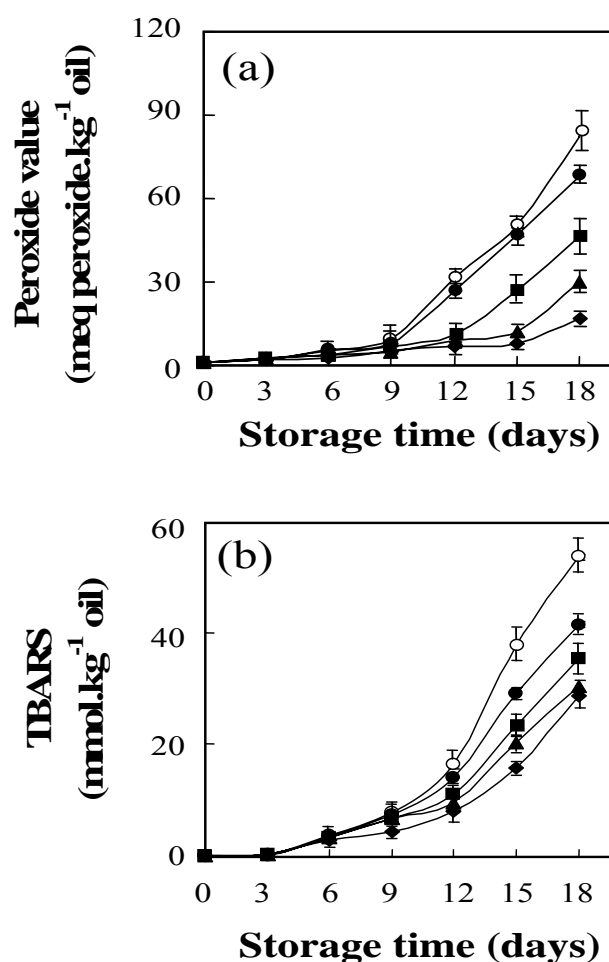 120
(a)
90
60
30
0
Peroxide value
(meq peroxide.kg⁻¹ oil)
0 3 6 9 12 15 18
Storage time (days)
60
(b)
40
20
0
TBARS
(mmol.kg⁻¹ oil)
0 3 6 9 12 15 18
Storage time (days)